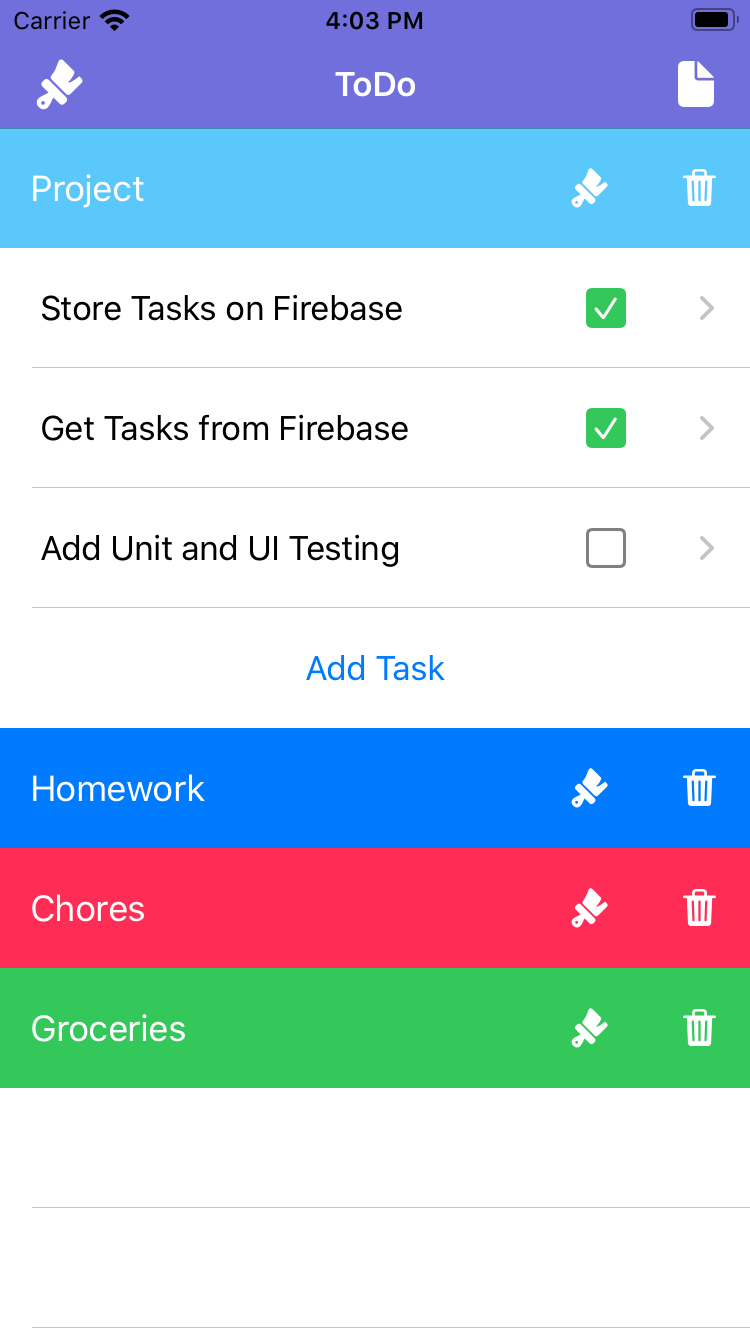 Carrier 4:03 PM
ToDo
Project
Store Tasks on Firebase
Get Tasks from Firebase
Add Unit and UI Testing
Add Task
Homework
Chores
Groceries